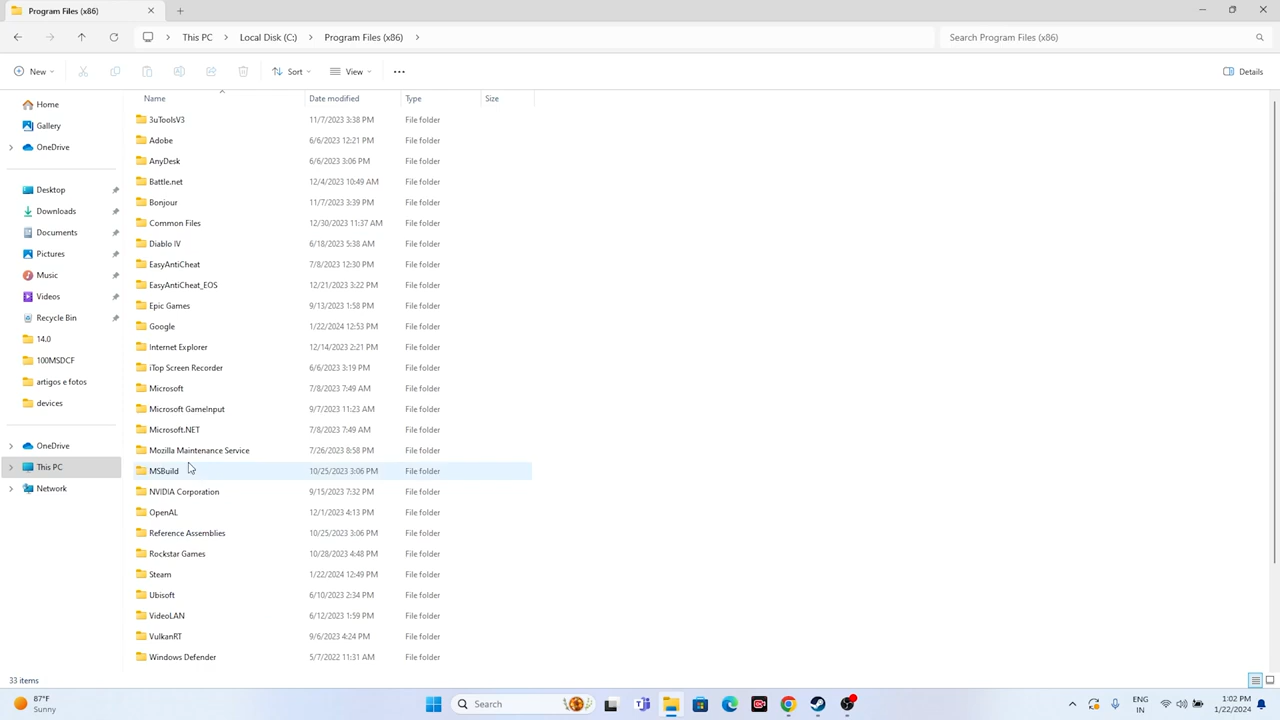 Program Files (x86)
This PC > Local Disk (C:) > Program Files (x86) >
Search Program Files (x86)
New
Sort
View
Details
Home
Gallery
OneDrive
Desktop
Downloads
Documents
Pictures
Music
Videos
Recycle Bin
14.0
100MSDCF
artigos e fotos
devices
OneDrive
This PC
Network
Name Date modified Type Size
3uToolsV3 11/7/2023 3:38 PM File folder
Adobe 6/6/2023 12:21 PM File folder
AnyDesk 6/6/2023 3:06 PM File folder
Battle.net 12/4/2023 10:49 AM File folder
Bonjour 11/7/2023 3:39 PM File folder
Common Files 12/30/2023 11:37 AM File folder
Diablo IV 6/18/2023 5:38 AM File folder
EasyAntiCheat 7/8/2023 12:30 PM File folder
EasyAntiCheat_EOS 12/21/2023 3:22 PM File folder
Epic Games 9/13/2023 1:58 PM File folder
Google 1/22/2024 12:53 PM File folder
Internet Explorer 12/14/2023 2:21 PM File folder
iTop Screen Recorder 6/6/2023 3:19 PM File folder
Microsoft 7/8/2023 7:49 AM File folder
Microsoft GameInput 9/7/2023 11:23 AM File folder
Microsoft.NET 7/8/2023 7:49 AM File folder
Mozilla Maintenance Service 7/26/2023 8:58 PM File folder
MSBuild 10/25/2023 3:06 PM File folder
NVIDIA Corporation 9/15/2023 7:32 PM File folder
OpenAL 12/1/2023 4:13 PM File folder
Reference Assemblies 10/25/2023 3:06 PM File folder
Rockstar Games 10/28/2023 4:48 PM File folder
Steam 1/22/2024 12:49 PM File folder
Ubisoft 6/10/2023 2:34 PM File folder
VideoLAN 6/12/2023 1:59 PM File folder
VulkanRT 9/6/2023 4:24 PM File folder
Windows Defender 5/7/2022 11:31 AM File folder
33 items
87°F
Sunny
Search
ENG
IN
1:02 PM
1/22/2024